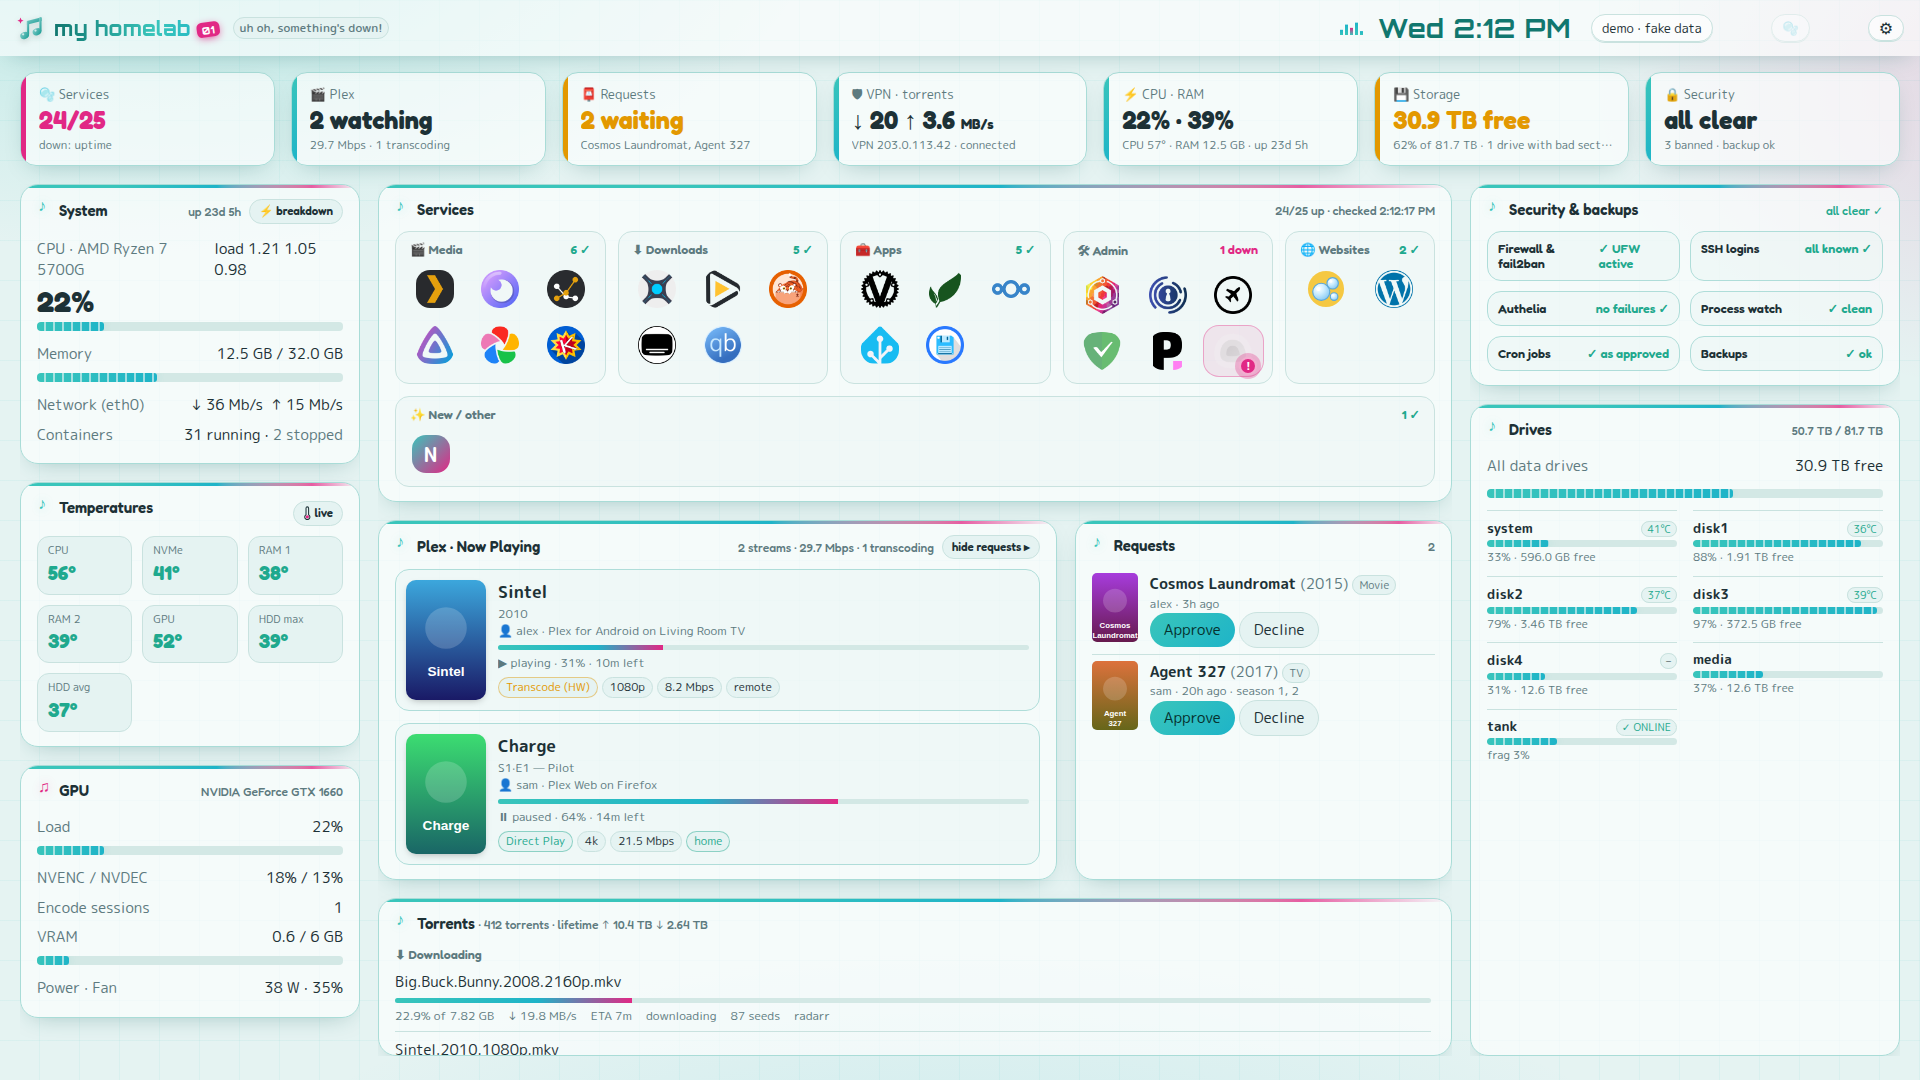 my homelab 01
uh oh, something's down!
Wed 2:12 PM
demo · fake data
Services
24/25
down: uptime
Plex
2 watching
29.7 Mbps · 1 transcoding
Requests
2 waiting
Cosmos Laundromat, Agent 327
VPN · torrents
↓ 20 ↑ 3.6 MB/s
VPN 203.0.113.42 · connected
CPU · RAM
22% · 39%
CPU 57° · RAM 12.5 GB · up 23d 5h
Storage
30.9 TB free
62% of 81.7 TB · 1 drive with bad sect···
Security
all clear
3 banned · backup ok
System
up 23d 5h
breakdown
CPU · AMD Ryzen 7 5700G
load 1.21 1.05 0.98
22%
Memory 12.5 GB / 32.0 GB
Network (eth0) ↓ 36 Mb/s ↑ 15 Mb/s
Containers 31 running · 2 stopped
Temperatures
live
CPU
56°
NVMe
41°
RAM 1
38°
RAM 2
39°
GPU
52°
HDD max
39°
HDD avg
37°
GPU
NVIDIA GeForce GTX 1660
Load 22%
NVENC / NVDEC 18% / 13%
Encode sessions 1
VRAM 0.6 / 6 GB
Power · Fan 38 W · 35%
Services
24/25 up · checked 2:12:17 PM
Media 6 ✓
Downloads 5 ✓
Apps 5 ✓
Admin 1 down
Websites 2 ✓
qb
!
New / other 1 ✓
N
Plex · Now Playing
2 streams · 29.7 Mbps · 1 transcoding
hide requests ▸
Sintel
Sintel
2010
alex · Plex for Android on Living Room TV
▶ playing · 31% · 10m left
Transcode (HW) 1080p 8.2 Mbps remote
Charge
Charge
S1·E1 — Pilot
sam · Plex Web on Firefox
⏸ paused · 64% · 14m left
Direct Play 4k 21.5 Mbps home
Requests 2
Cosmos Laundromat
Cosmos Laundromat (2015) Movie
alex · 3h ago
Approve Decline
Agent 327
Agent 327 (2017) TV
sam · 20h ago · season 1, 2
Approve Decline
Torrents · 412 torrents · lifetime ↑ 10.4 TB ↓ 2.64 TB
Downloading
Big.Buck.Bunny.2008.2160p.mkv
22.9% of 7.82 GB ↓ 19.8 MB/s ETA 7m downloading 87 seeds radarr
Sintel.2010.1080p.mkv
Security & backups
all clear ✓
Firewall & fail2ban ✓ UFW active
SSH logins all known ✓
Authelia no failures ✓
Process watch ✓ clean
Cron jobs ✓ as approved
Backups ✓ ok
Drives
50.7 TB / 81.7 TB
All data drives 30.9 TB free
system 41°C
33% · 596.0 GB free
disk1 36°C
88% · 1.91 TB free
disk2 37°C
79% · 3.46 TB free
disk3 39°C
97% · 372.5 GB free
disk4 –
31% · 12.6 TB free
media
37% · 12.6 TB free
tank ✓ ONLINE
frag 3%